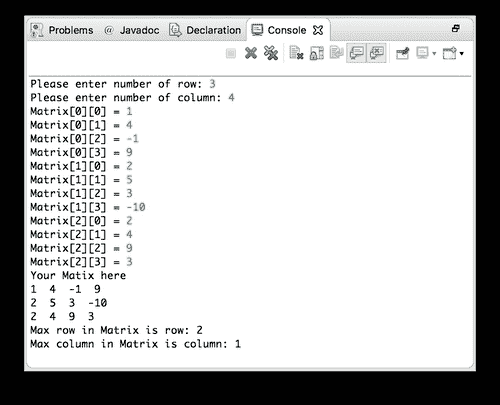 Problems @ Javadoc Declaration Console
Please enter number of row: 3
Please enter number of column: 4
Matrix[0][0] = 1
Matrix[0][1] = 4
Matrix[0][2] = -1
Matrix[0][3] = 9
Matrix[1][0] = 2
Matrix[1][1] = 5
Matrix[1][2] = 3
Matrix[1][3] = -10
Matrix[2][0] = 2
Matrix[2][1] = 4
Matrix[2][2] = 9
Matrix[2][3] = 3
Your Matix here
1 4 -1 9
2 5 3 -10
2 4 9 3
Max row in Matrix is row: 2
Max column in Matrix is column: 1